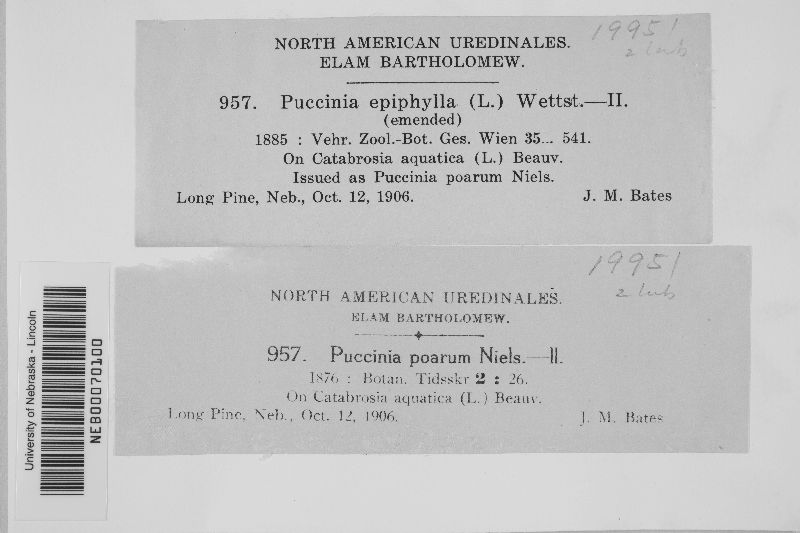 19951
2 lub
NORTH AMERICAN UREDINALES.
ELAM BARTHOLOMEW.
957. Puccinia epiphylla (L.) Wettst.—II.
(emended)
1885 : Vehr. Zool.-Bot. Ges. Wien 35... 541.
On Catabrosia aquatica (L.) Beauv.
Issued as Puccinia poarum Niels.
Long Pine, Neb., Oct. 12, 1906. J. M. Bates
19951
2 lub
NORTH AMERICAN UREDINALES.
ELAM BARTHOLOMEW.
957. Puccinia poarum Niels.—II.
1876 : Botan. Tidsskr 2 : 26.
On Catabrosia aquatica (L.) Beauv.
Long Pine, Neb., Oct. 12, 1906. J. M. Bates
University of Nebraska - Lincoln
NEB00070100